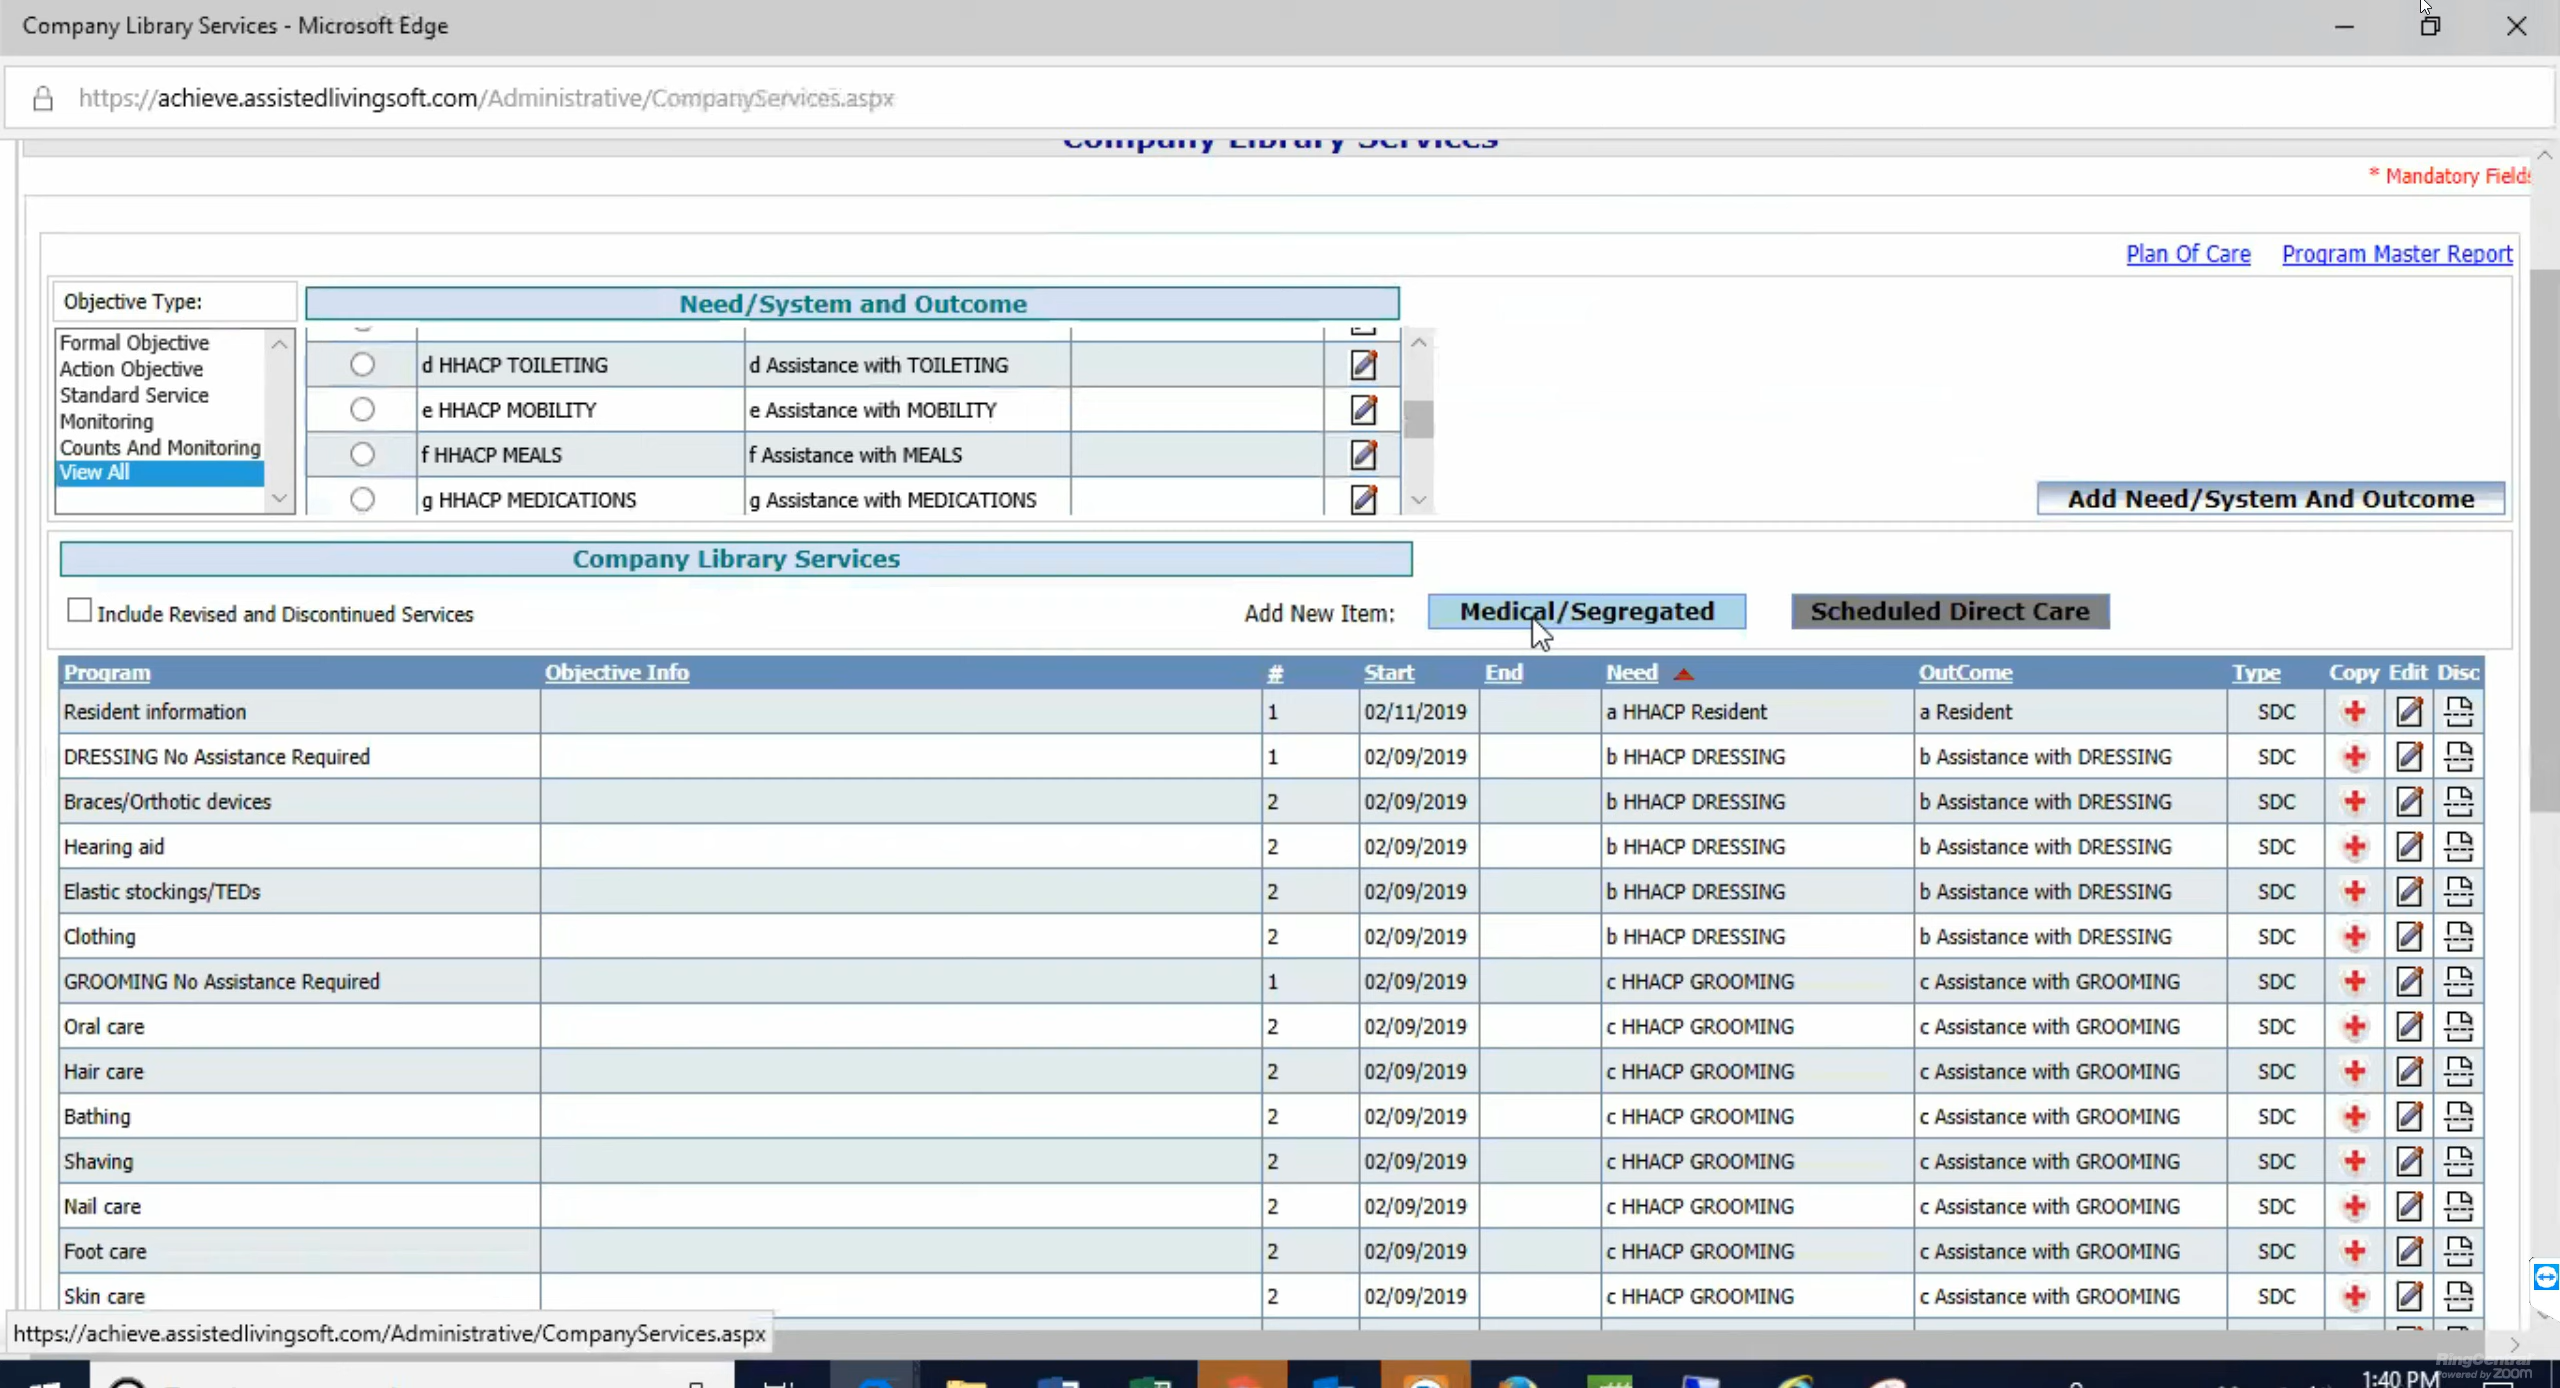 Company Library Services - Microsoft Edge
https://achieve.assistedlivingsoft.com/Administrative/CompanyServices.aspx
Company Library Services
* Mandatory Fields
Plan Of Care Program Master Report
Objective Type: Need/System and Outcome
Formal Objective
Action Objective
Standard Service
Monitoring
Counts And Monitoring
View All
d HHACP TOILETING d Assistance with TOILETING
e HHACP MOBILITY e Assistance with MOBILITY
f HHACP MEALS f Assistance with MEALS
g HHACP MEDICATIONS g Assistance with MEDICATIONS
Add Need/System And Outcome
Company Library Services
Include Revised and Discontinued Services Add New Item: Medical/Segregated Scheduled Direct Care
Program Objective Info # Start End Need OutCome Type Copy Edit Disc
Resident information 1 02/11/2019 a HHACP Resident a Resident SDC
DRESSING No Assistance Required 1 02/09/2019 b HHACP DRESSING b Assistance with DRESSING SDC
Braces/Orthotic devices 2 02/09/2019 b HHACP DRESSING b Assistance with DRESSING SDC
Hearing aid 2 02/09/2019 b HHACP DRESSING b Assistance with DRESSING SDC
Elastic stockings/TEDs 2 02/09/2019 b HHACP DRESSING b Assistance with DRESSING SDC
Clothing 2 02/09/2019 b HHACP DRESSING b Assistance with DRESSING SDC
GROOMING No Assistance Required 1 02/09/2019 c HHACP GROOMING c Assistance with GROOMING SDC
Oral care 2 02/09/2019 c HHACP GROOMING c Assistance with GROOMING SDC
Hair care 2 02/09/2019 c HHACP GROOMING c Assistance with GROOMING SDC
Bathing 2 02/09/2019 c HHACP GROOMING c Assistance with GROOMING SDC
Shaving 2 02/09/2019 c HHACP GROOMING c Assistance with GROOMING SDC
Nail care 2 02/09/2019 c HHACP GROOMING c Assistance with GROOMING SDC
Foot care 2 02/09/2019 c HHACP GROOMING c Assistance with GROOMING SDC
Skin care 2 02/09/2019 c HHACP GROOMING c Assistance with GROOMING SDC
https://achieve.assistedlivingsoft.com/Administrative/CompanyServices.aspx
RingCentral
Powered by ZOOM
1:40 PM